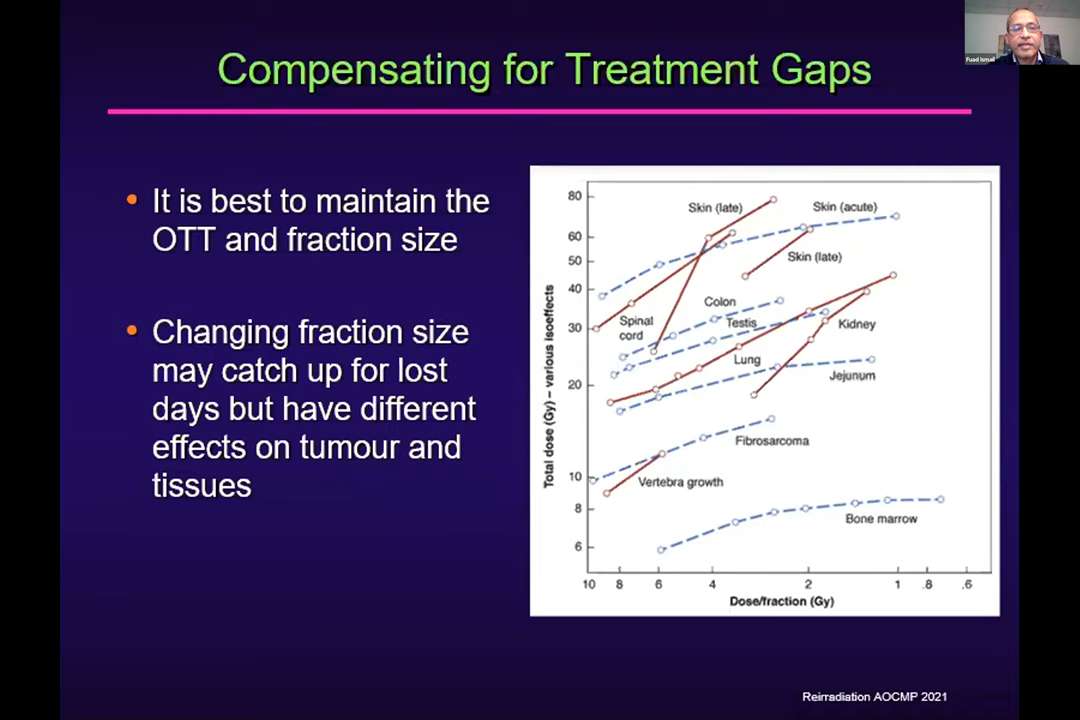 Compensating for Treatment Gaps
Fuad Ismail
• It is best to maintain the
OTT and fraction size
• Changing fraction size
may catch up for lost
days but have different
effects on tumour and
tissues
Total dose (Gy) – various isoeffects
80
60
50
40
30
20
10
8
6
Skin (late)
Skin (acute)
Skin (late)
Colon
Spinal
cord
Testis
Kidney
Lung
Jejunum
Fibrosarcoma
Vertebra growth
Bone marrow
10 8 6 4 2 1 .8 .6
Dose/fraction (Gy)
Reirradiation AOCMP 2021